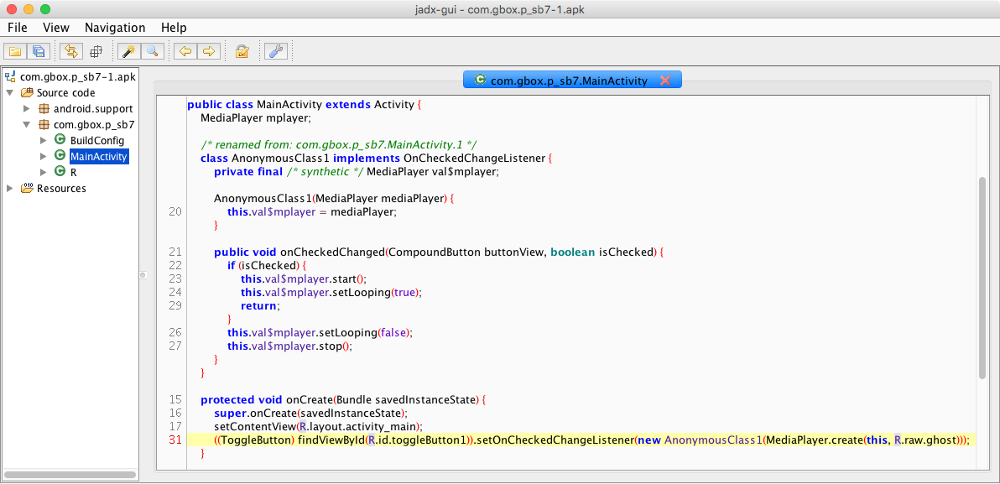 jadx-gui - com.gbox.p_sb7-1.apk
File View Navigation Help
com.gbox.p_sb7-1.apk
Source code
android.support
com.gbox.p_sb7
BuildConfig
MainActivity
R
Resources
com.gbox.p_sb7.MainActivity
public class MainActivity extends Activity {
MediaPlayer mplayer;
/* renamed from: com.gbox.p_sb7.MainActivity.1 */
class AnonymousClass1 implements OnCheckedChangeListener {
private final /* synthetic */ MediaPlayer val$mplayer;
AnonymousClass1(MediaPlayer mediaPlayer) {
20 this.val$mplayer = mediaPlayer;
}
21 public void onCheckedChanged(CompoundButton buttonView, boolean isChecked) {
22 if (isChecked) {
23 this.val$mplayer.start();
24 this.val$mplayer.setLooping(true);
29 return;
}
26 this.val$mplayer.setLooping(false);
27 this.val$mplayer.stop();
}
}
15 protected void onCreate(Bundle savedInstanceState) {
16 super.onCreate(savedInstanceState);
17 setContentView(R.layout.activity_main);
31 ((ToggleButton) findViewById(R.id.toggleButton1)).setOnCheckedChangeListener(new AnonymousClass1(MediaPlayer.create(this, R.raw.ghost)));
}